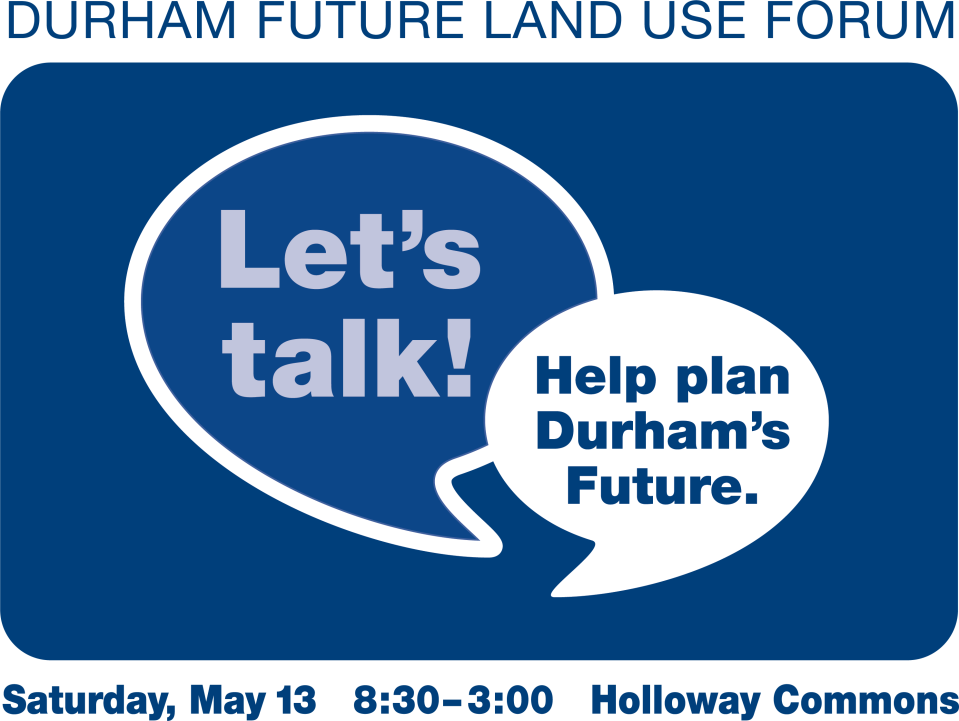 DURHAM FUTURE LAND USE FORUM
Let’s
talk!
Help plan
Durham’s
Future.
Saturday, May 13 8:30–3:00 Holloway Commons